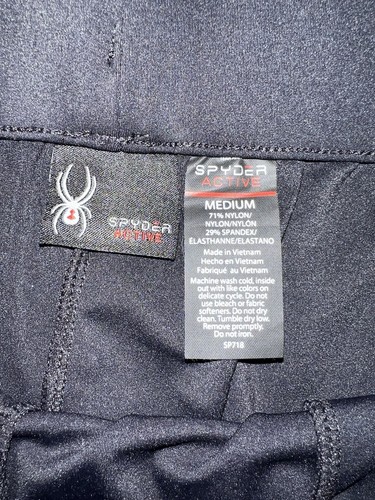 SPYDER
ACTIVE
SPYDER
ACTIVE
MEDIUM
71% NYLON/
NYLON/NYLÓN
29% SPANDEX/
ÉLASTHANNE/ELASTANO
Made in Vietnam
Hecho en Vietnam
Fabriqué au Vietnam
Machine wash cold, inside
out with like colors on
delicate cycle. Do not
use bleach or fabric
softeners. Do not dry
clean. Tumble dry low.
Remove promptly.
Do not iron.
SP718